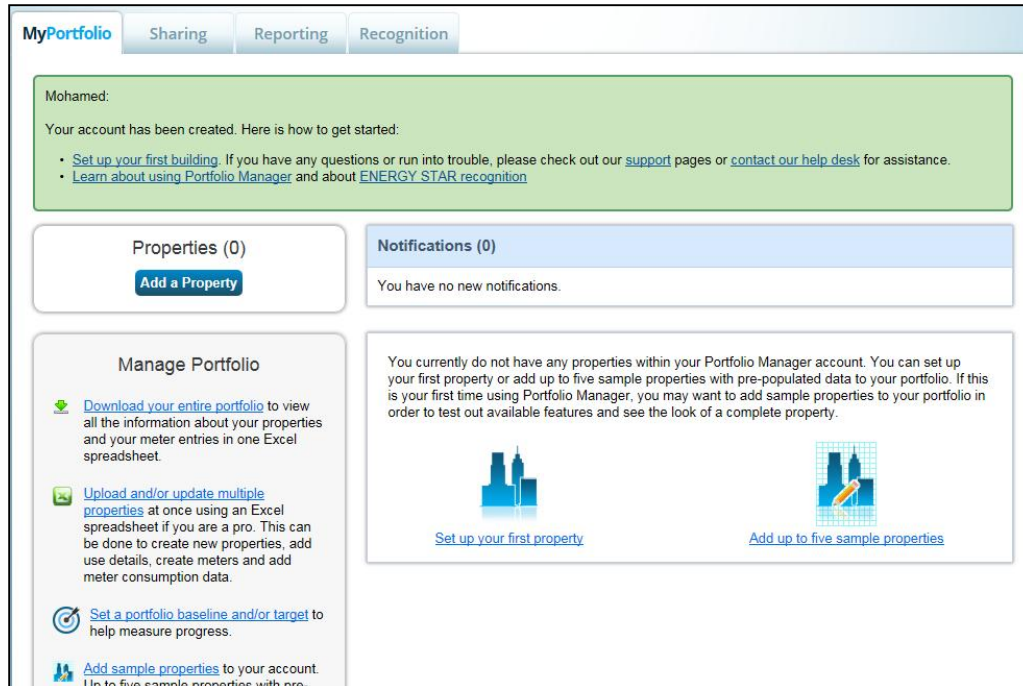 MyPortfolio Sharing Reporting Recognition
Mohamed:
Your account has been created. Here is how to get started:
• Set up your first building. If you have any questions or run into trouble, please check out our support pages or contact our help desk for assistance.
• Learn about using Portfolio Manager and about ENERGY STAR recognition
Properties (0)
Add a Property
Notifications (0)
You have no new notifications.
Manage Portfolio
Download your entire portfolio to view
all the information about your properties
and your meter entries in one Excel
spreadsheet.
Upload and/or update multiple
properties at once using an Excel
spreadsheet if you are a pro. This can
be done to create new properties, add
use details, create meters and add
meter consumption data.
Set a portfolio baseline and/or target to
help measure progress.
Add sample properties to your account.
Up to five sample properties with pre-
You currently do not have any properties within your Portfolio Manager account. You can set up
your first property or add up to five sample properties with pre-populated data to your portfolio. If this
is your first time using Portfolio Manager, you may want to add sample properties to your portfolio in
order to test out available features and see the look of a complete property.
Set up your first property
Add up to five sample properties